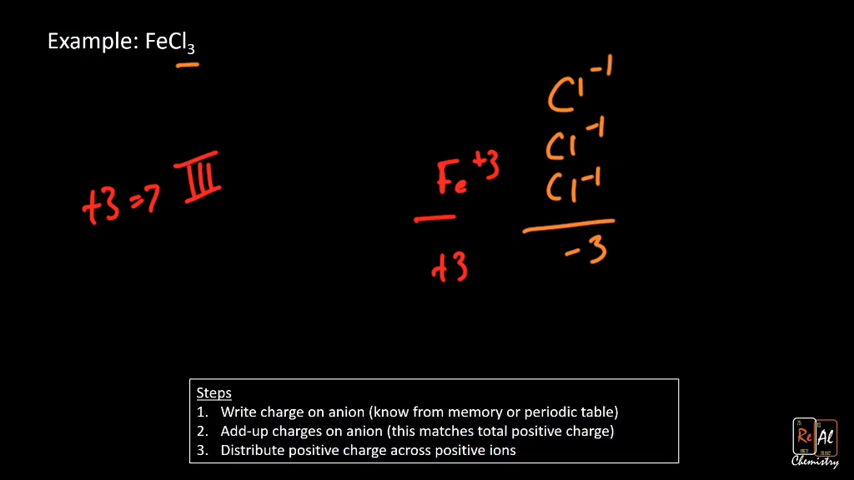 Example: FeCl₃
Cl⁻¹
Cl⁻¹
Fe⁺³
Cl⁻¹
+3 => III
-3
+3
Steps
1. Write charge on anion (know from memory or periodic table)
2. Add-up charges on anion (this matches total positive charge)
3. Distribute positive charge across positive ions
Re Al
Chemistry